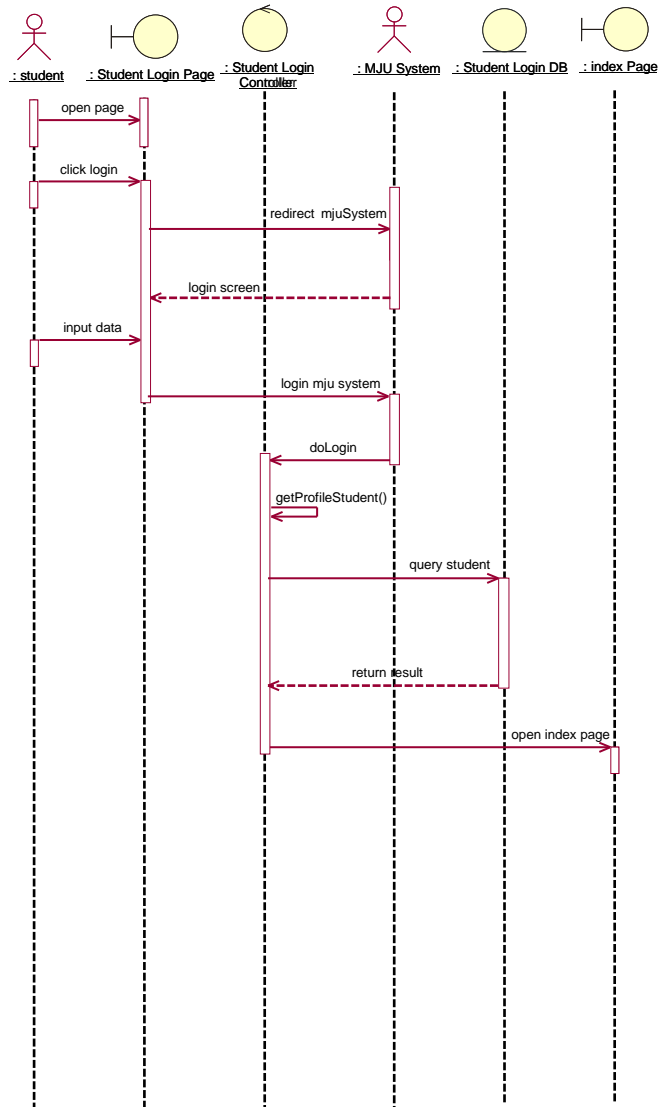 : student
: Student Login Page
: Student Login
Controller
: MJU System
: Student Login DB
: index Page
open page
click login
redirect mjuSystem
login screen
input data
login mju system
doLogin
getProfileStudent()
query student
return result
open index page